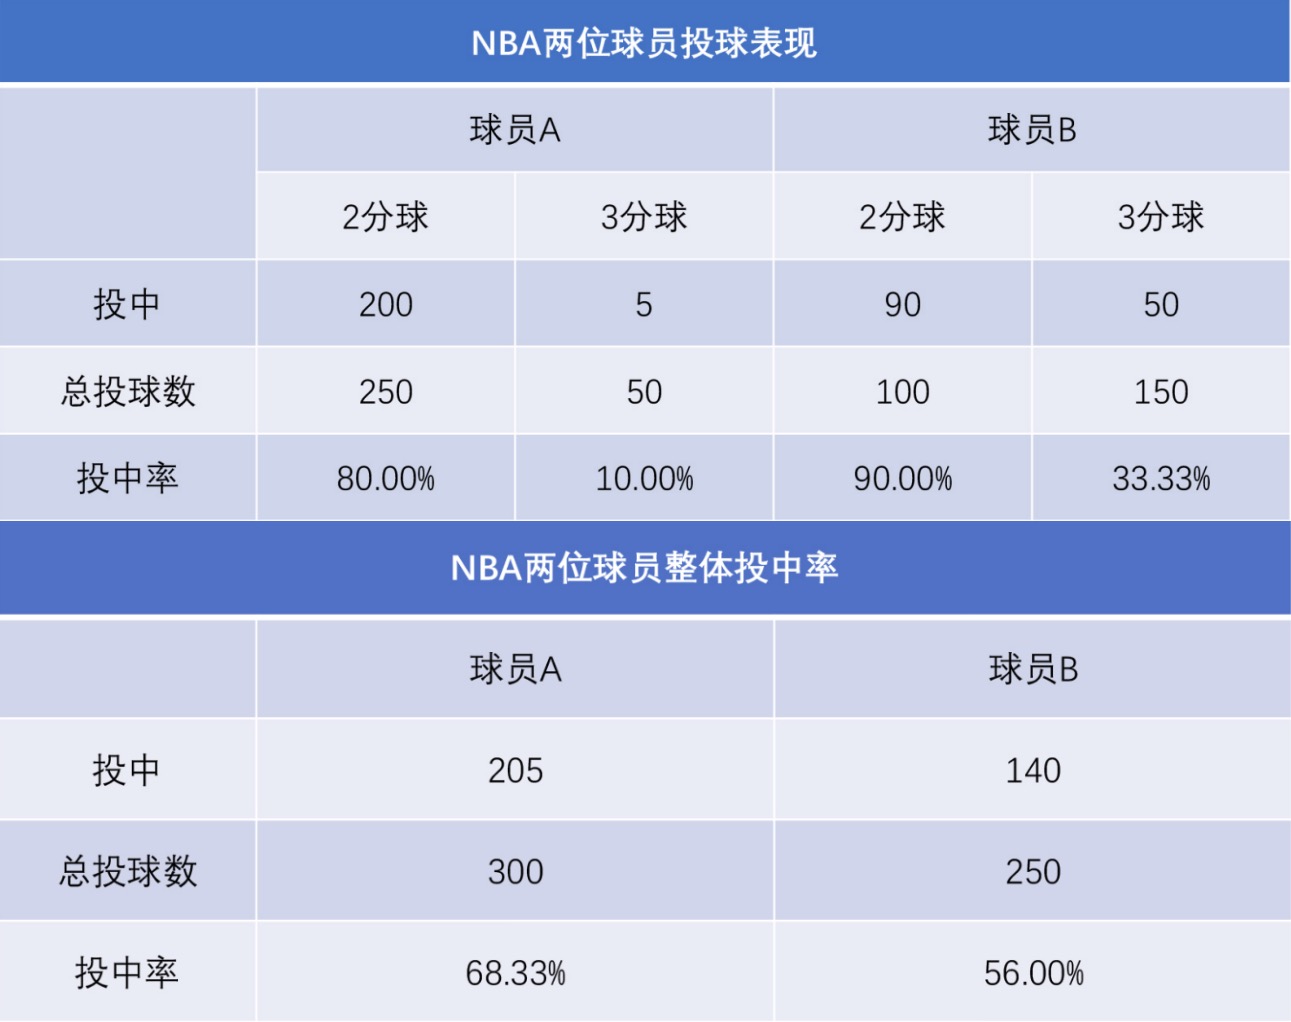 NBA两位球员投球表现
球员A 球员B
2分球 3分球 2分球 3分球
投中 200 5 90 50
总投球数 250 50 100 150
投中率 80.00% 10.00% 90.00% 33.33%
NBA两位球员整体投中率
球员A 球员B
投中 205 140
总投球数 300 250
投中率 68.33% 56.00%